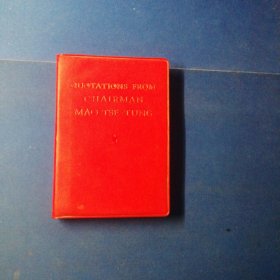 QUOTATIONS FROM
CHAIRMAN
MAO TSE-TUNG